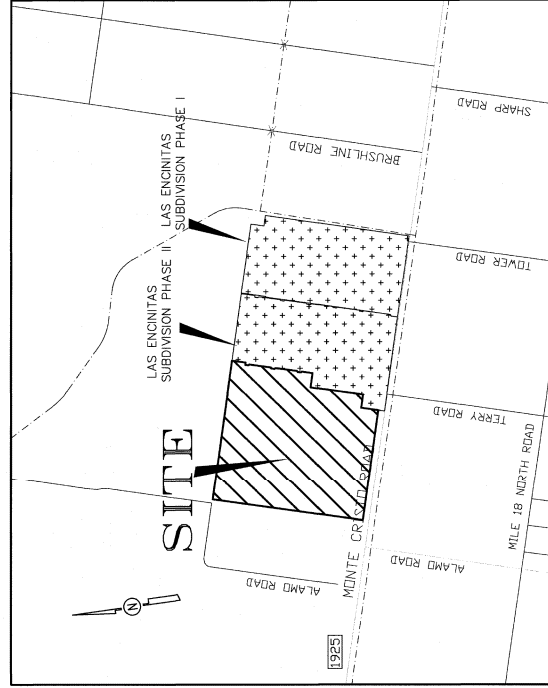 LAS ENCINITAS
SUBDIVISION PHASE II
LAS ENCINITAS
SUBDIVISION PHASE I
SITE
N
BRUSHLINE ROAD
SHARP ROAD
TOWER ROAD
TERRY ROAD
ALAMO ROAD
ALAMO ROAD
MONTE CRISTO ROAD
MILE 18 NORTH ROAD
1925